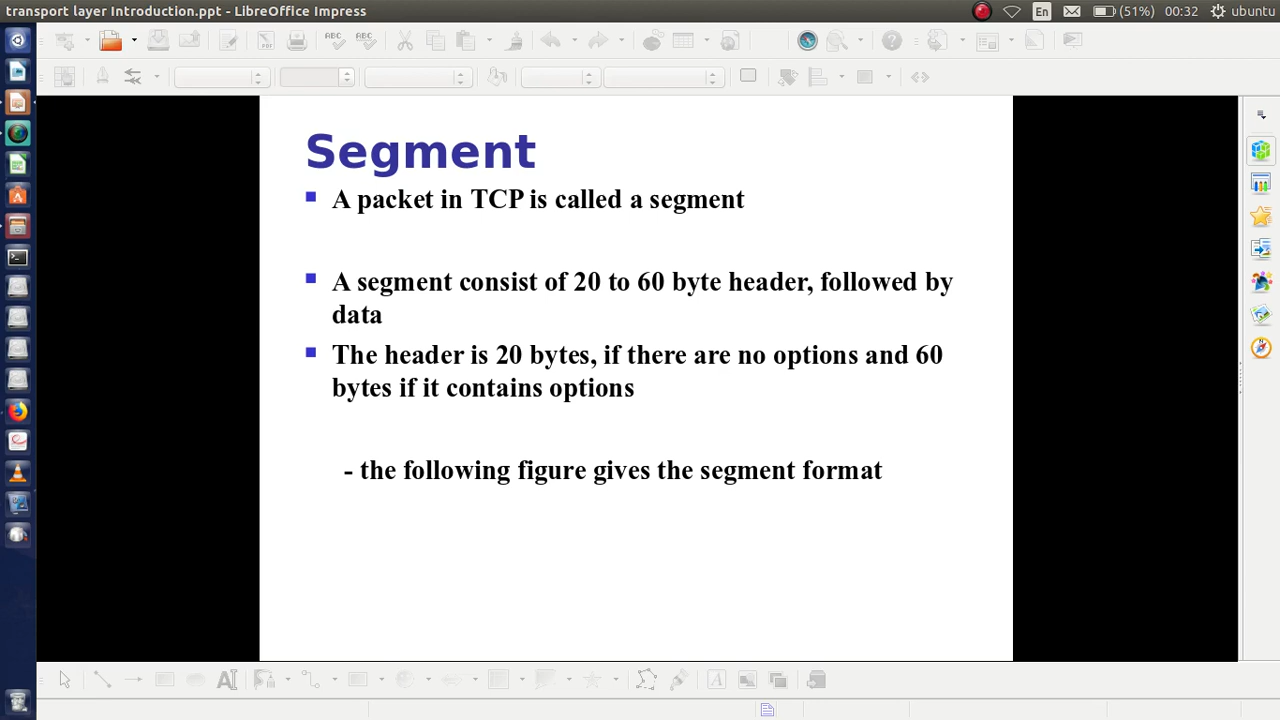 transport layer Introduction.ppt - LibreOffice Impress
En
(51%)
00:32
ubuntu
Segment
A packet in TCP is called a segment
A segment consist of 20 to 60 byte header, followed by
data
The header is 20 bytes, if there are no options and 60
bytes if it contains options
- the following figure gives the segment format